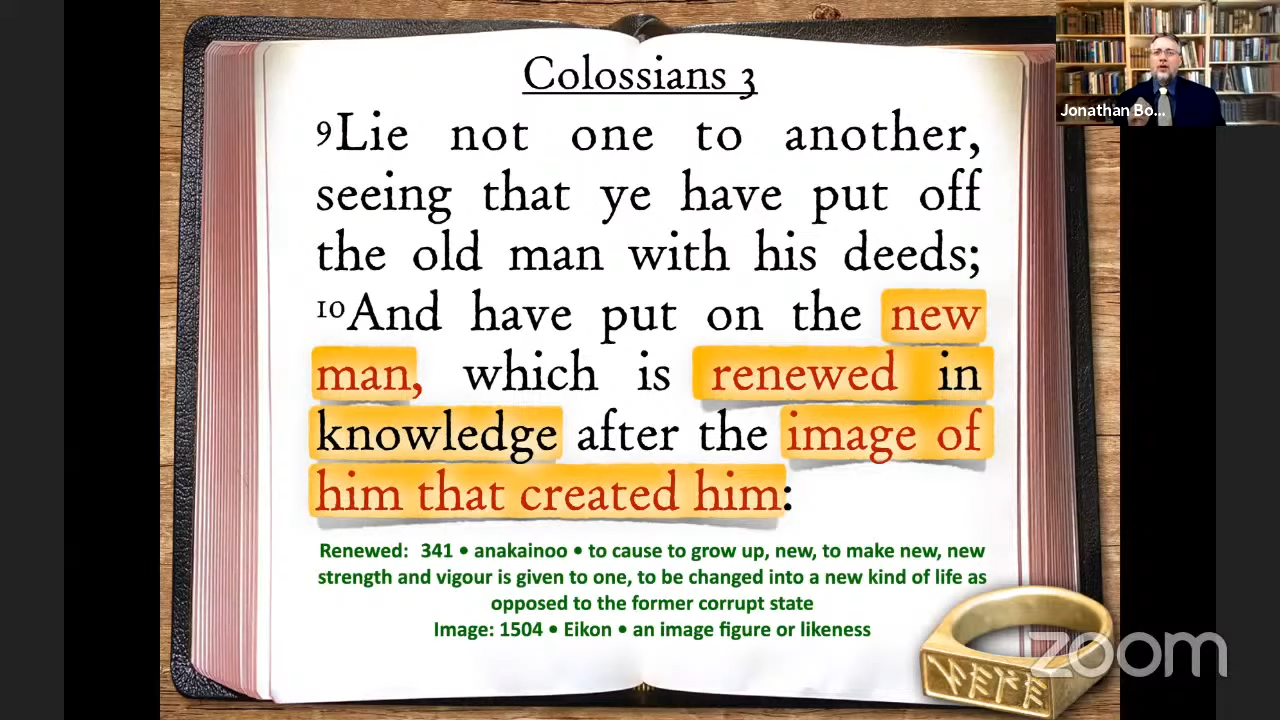 Colossians 3
9Lie not one to another,
seeing that ye have put off
the old man with his deeds;
10And have put on the new
man, which is renewed in
knowledge after the image of
him that created him:
Renewed: 341 • anakainoo • to cause to grow up, new, to make new, new
strength and vigour is given to one, to be changed into a new kind of life as
opposed to the former corrupt state
Image: 1504 • Eikon • an image figure or likeness
Jonathan Bo...
zoom